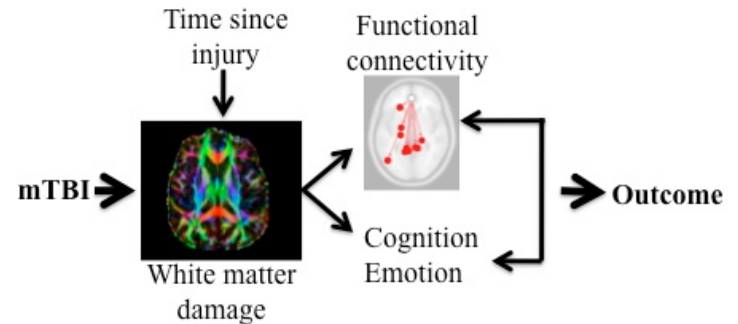 Time since
injury
Functional
connectivity
mTBI
White matter
damage
Cognition
Emotion
Outcome